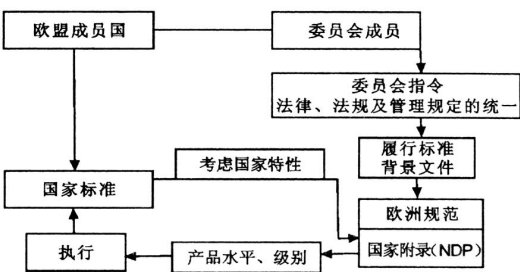 欧盟成员国
委员会成员
委员会指令
法律、法规及管理规定的统一
履行标准
背景文件
考虑国家特性
国家标准
欧洲规范
国家附录(NDP)
产品水平、级别
执行